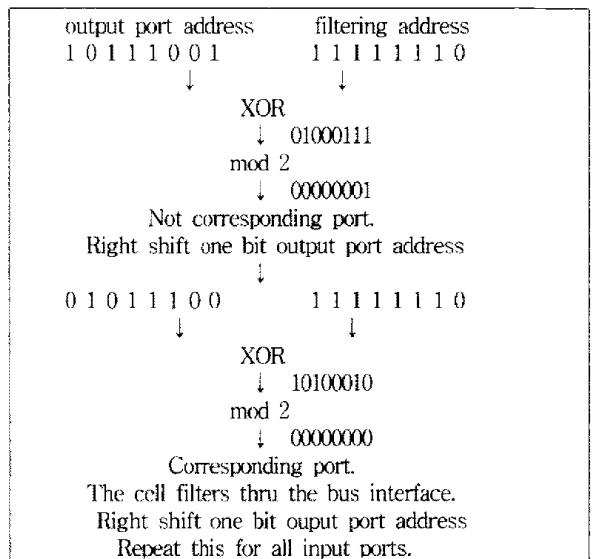 output port address filtering address
1 0 1 1 1 0 0 1 1 1 1 1 1 1 1 0
↓ ↓
XOR
↓ 01000111
mod 2
↓ 00000001
Not corresponding port.
Right shift one bit output port address
↓
0 1 0 1 1 1 0 0 1 1 1 1 1 1 1 0
↓ ↓
XOR
↓ 10100010
mod 2
↓ 00000000
Corresponding port.
The cell filters thru the bus interface.
Right shift one bit ouput port address
Repeat this for all input ports.